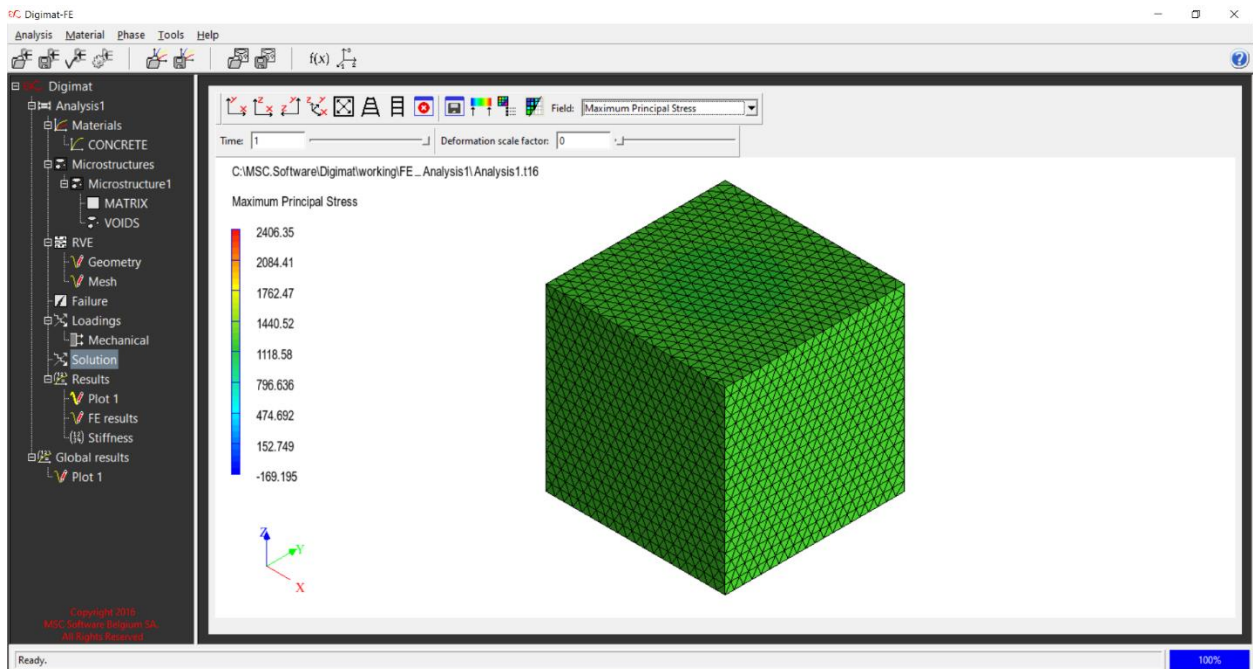 Digimat-FE
Analysis Material Phase Tools Help
f(x)
Digimat
Analysis1
Materials
CONCRETE
Microstructures
Microstructure1
MATRIX
VOIDS
RVE
Geometry
Mesh
Failure
Loadings
Mechanical
Solution
Results
Plot 1
FE results
Stiffness
Global results
Plot 1
Copyright 2016
MSC Software Belgium SA.
All Rights Reserved
Field: Maximum Principal Stress
Time: 1 Deformation scale factor: 0
C:\MSC.Software\Digimat\working\FE_Analysis1\Analysis1.t16
Maximum Principal Stress
2406.35
2084.41
1762.47
1440.52
1118.58
796.636
474.692
152.749
-169.195
Z
Y
X
Ready. 100%